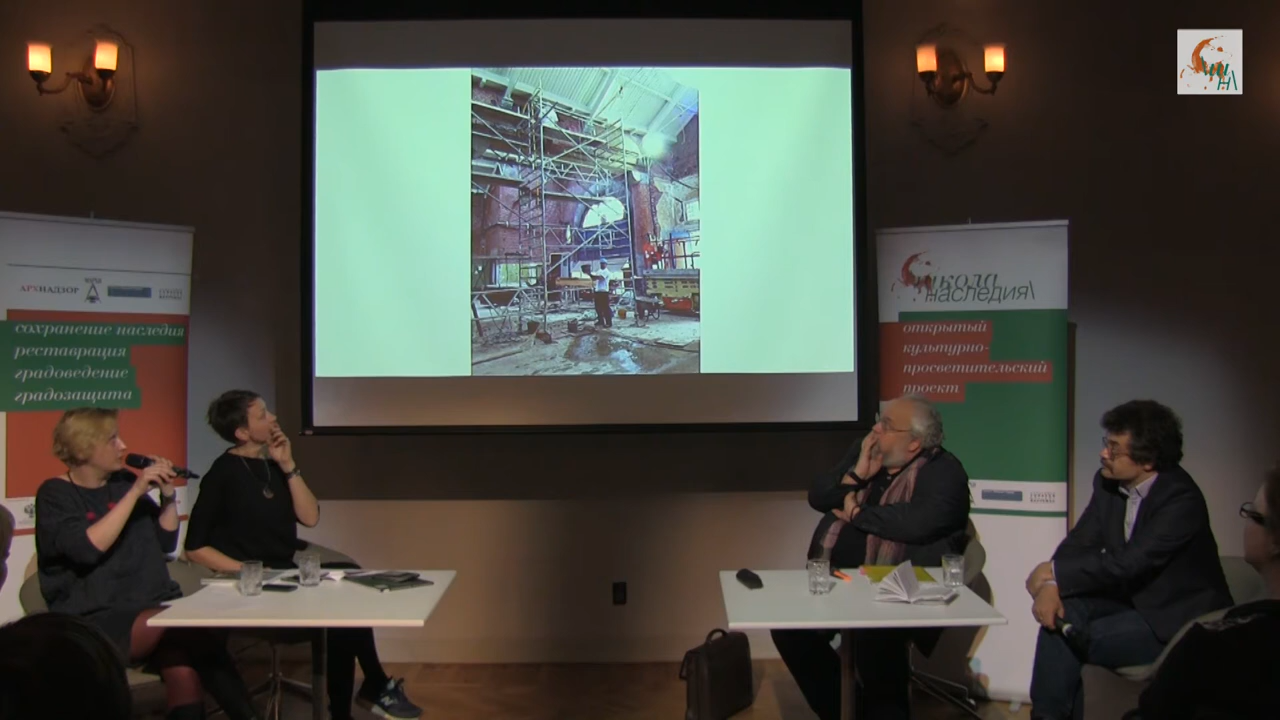 АРХНАДЗОР
сохранение наследия
реставрация
градоведение
градозащита
школа
наследия\
открытый
культурно-
просветительский
проект